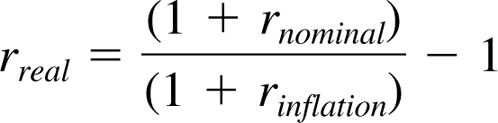 r_real = (1 + r_nominal) / (1 + r_inflation) − 1